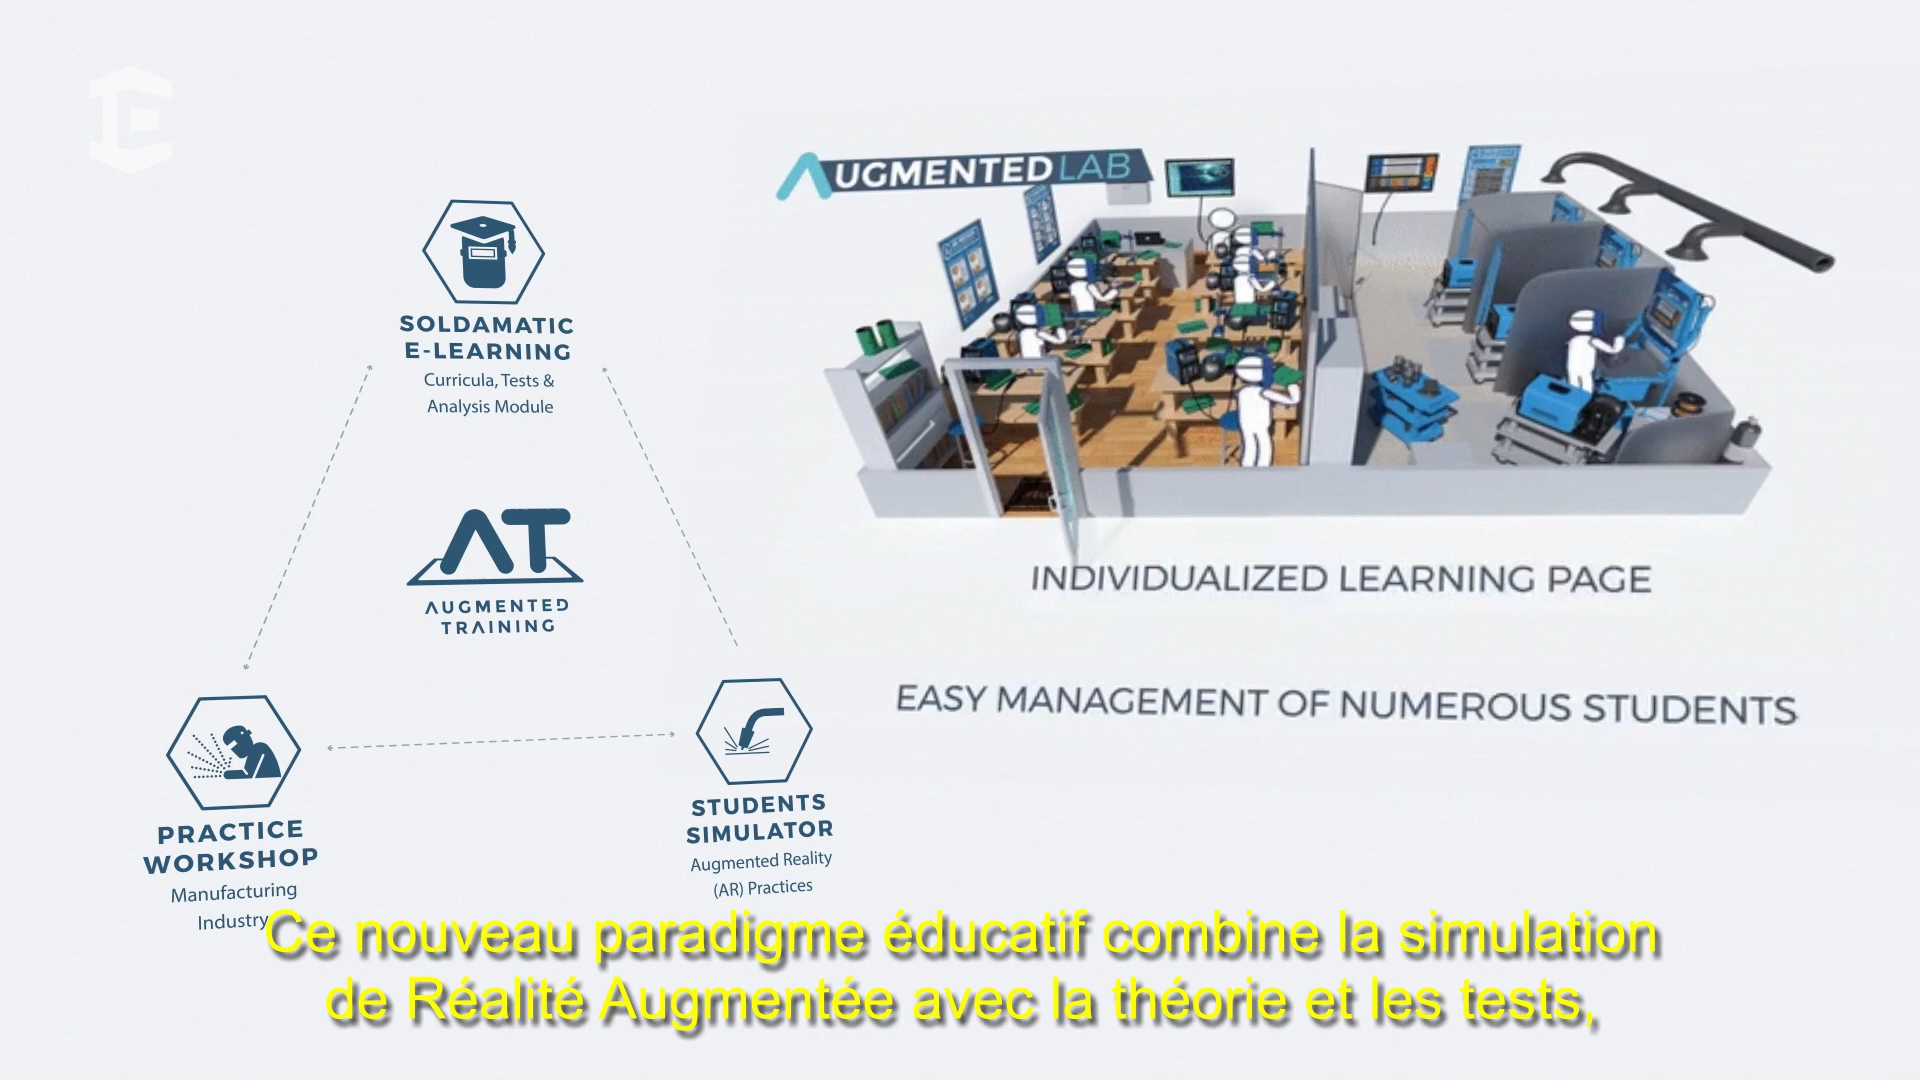 AUGMENTED LAB
SOLDAMATIC
E-LEARNING
Curricula, Tests &
Analysis Module
AT
AUGMENTED
TRAINING
INDIVIDUALIZED LEARNING PAGE
EASY MANAGEMENT OF NUMEROUS STUDENTS
PRACTICE
WORKSHOP
Manufacturing
Industry
STUDENTS
SIMULATOR
Augmented Reality
(AR) Practices
Ce nouveau paradigme éducatif combine la simulation
de Réalité Augmentée avec la théorie et les tests,